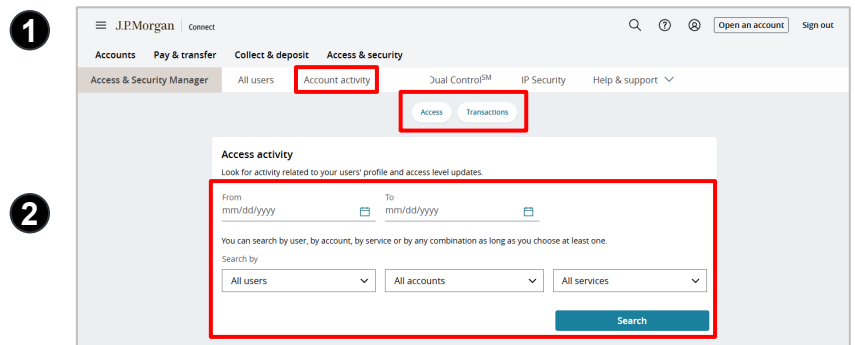 1
J.P.Morgan Connect Open an account Sign out
Accounts Pay & transfer Collect & deposit Access & security
Access & Security Manager All users Account activity Dual Control℠ IP Security Help & support
Access Transactions
Access activity
Look for activity related to your users' profile and access level updates.
2
From To
mm/dd/yyyy mm/dd/yyyy
You can search by user, by account, by service or by any combination as long as you choose at least one.
Search by
All users All accounts All services
Search